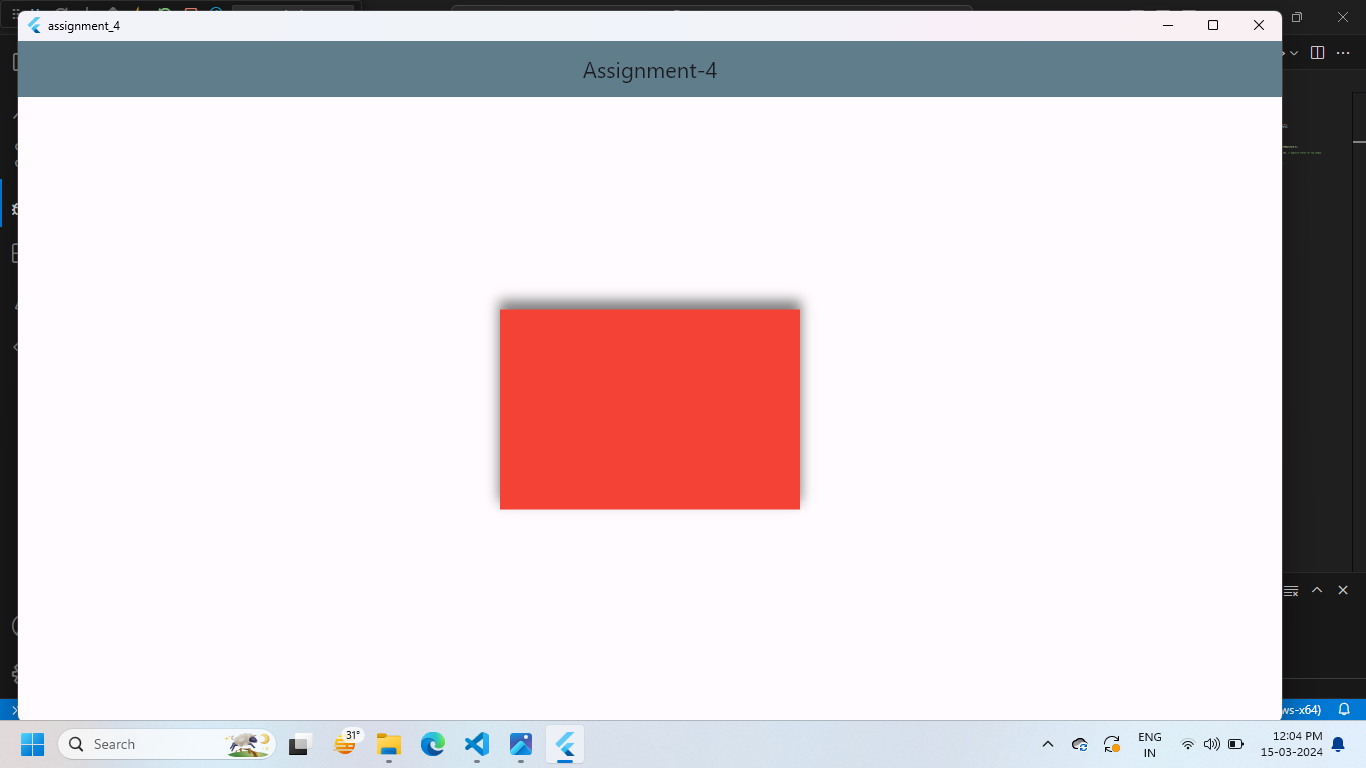 assignment_4
Assignment-4
ws-x64)
Search
31°
ENG
IN
12:04 PM
15-03-2024